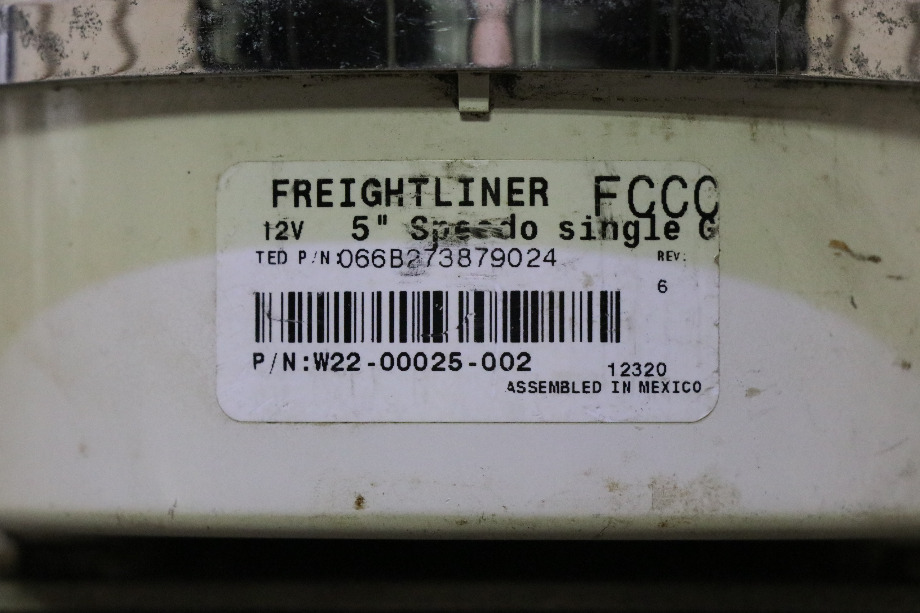 FREIGHTLINER FCCC
12V 5" Speedo single G
TED P/N:066B273879024 REV:
6
P/N:W22-00025-002 12320
ASSEMBLED IN MEXICO